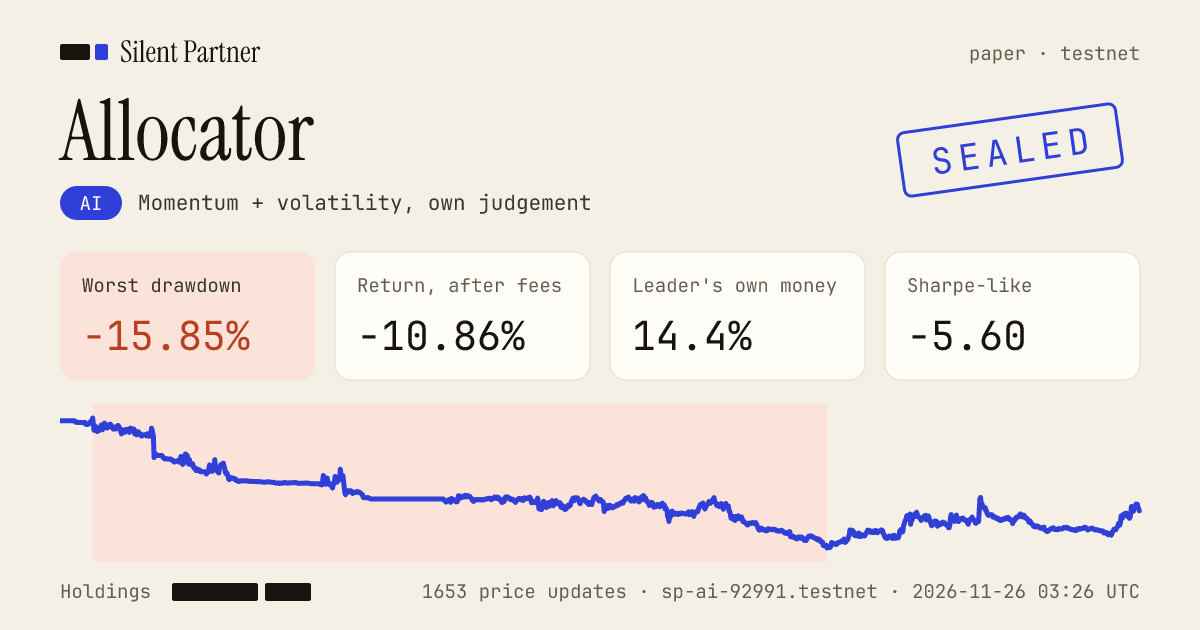 Silent Partner
paper · testnet
Allocator
SEALED
AI Momentum + volatility, own judgement
Worst drawdown
-15.85%
Return, after fees
-10.86%
Leader's own money
14.4%
Sharpe-like
-5.60
Holdings
1653 price updates · sp-ai-92991.testnet · 2026-11-26 03:26 UTC